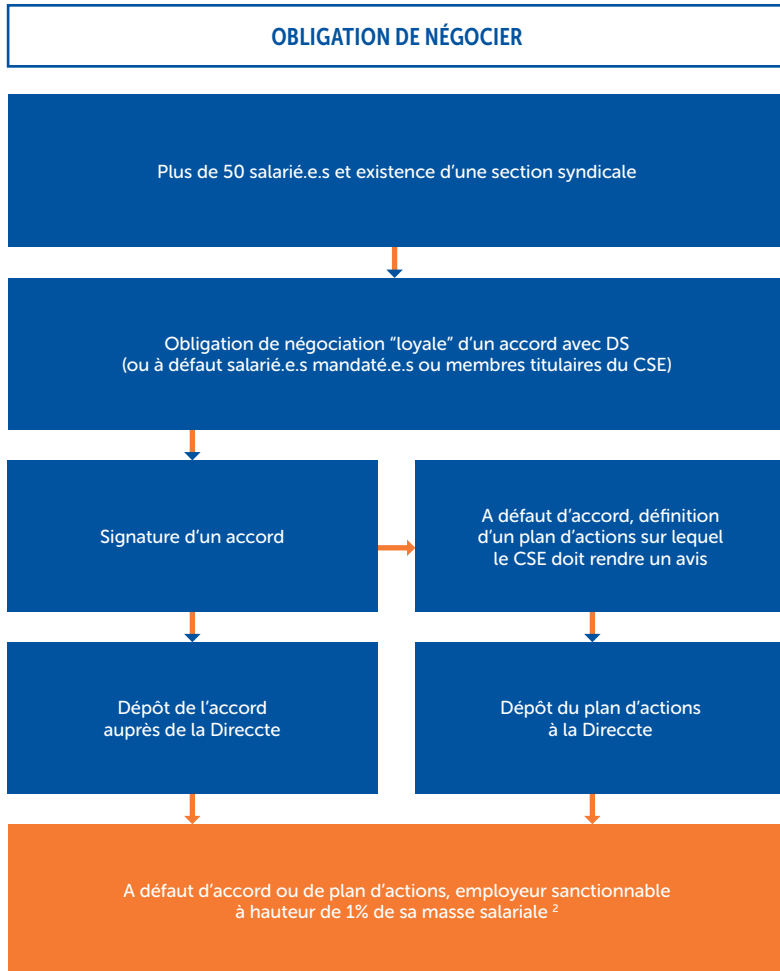 OBLIGATION DE NÉGOCIER
Plus de 50 salarié.e.s et existence d’une section syndicale
Obligation de négociation “loyale” d’un accord avec DS
(ou à défaut salarié.e.s mandaté.e.s ou membres titulaires du CSE)
Signature d’un accord
A défaut d’accord, définition
d’un plan d’actions sur lequel
le CSE doit rendre un avis
Dépôt de l’accord
auprès de la Direccte
Dépôt du plan d’actions
à la Direccte
A défaut d’accord ou de plan d’actions, employeur sanctionnable
à hauteur de 1% de sa masse salariale ²